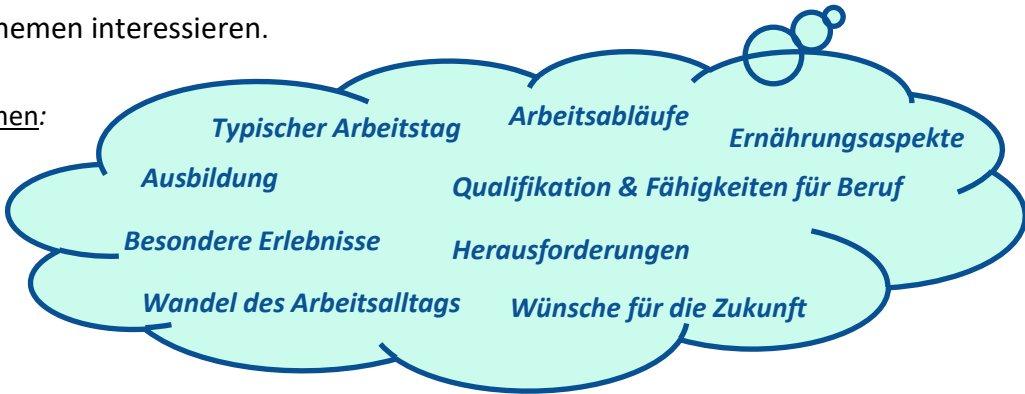 hemen interessieren.
hen:
Typischer Arbeitstag
Arbeitsabläufe
Ernährungsaspekte
Ausbildung
Qualifikation & Fähigkeiten für Beruf
Besondere Erlebnisse
Herausforderungen
Wandel des Arbeitsalltags
Wünsche für die Zukunft